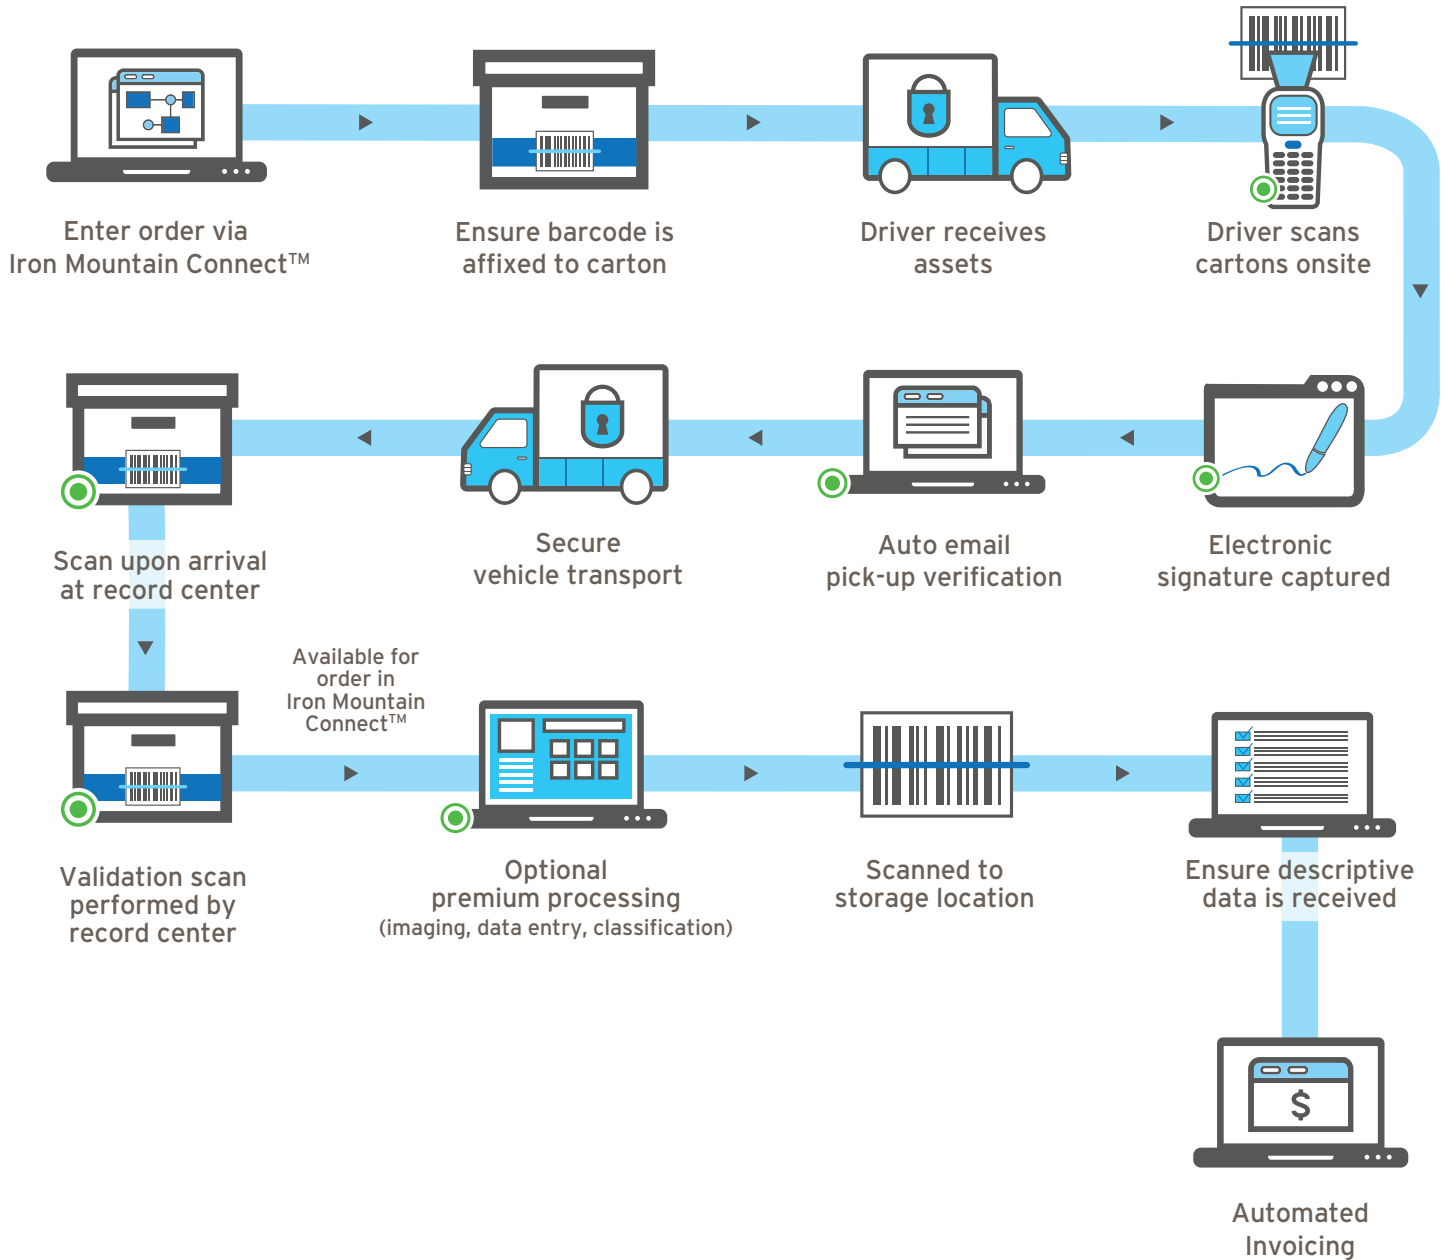 Enter order via
Iron Mountain Connect™
Ensure barcode is
affixed to carton
Driver receives
assets
Driver scans
cartons onsite
Electronic
signature captured
Auto email
pick-up verification
Secure
vehicle transport
Scan upon arrival
at record center
Validation scan
performed by
record center
Available for
order in
Iron Mountain
Connect™
Optional
premium processing
(imaging, data entry, classification)
Scanned to
storage location
Ensure descriptive
data is received
$
Automated
Invoicing